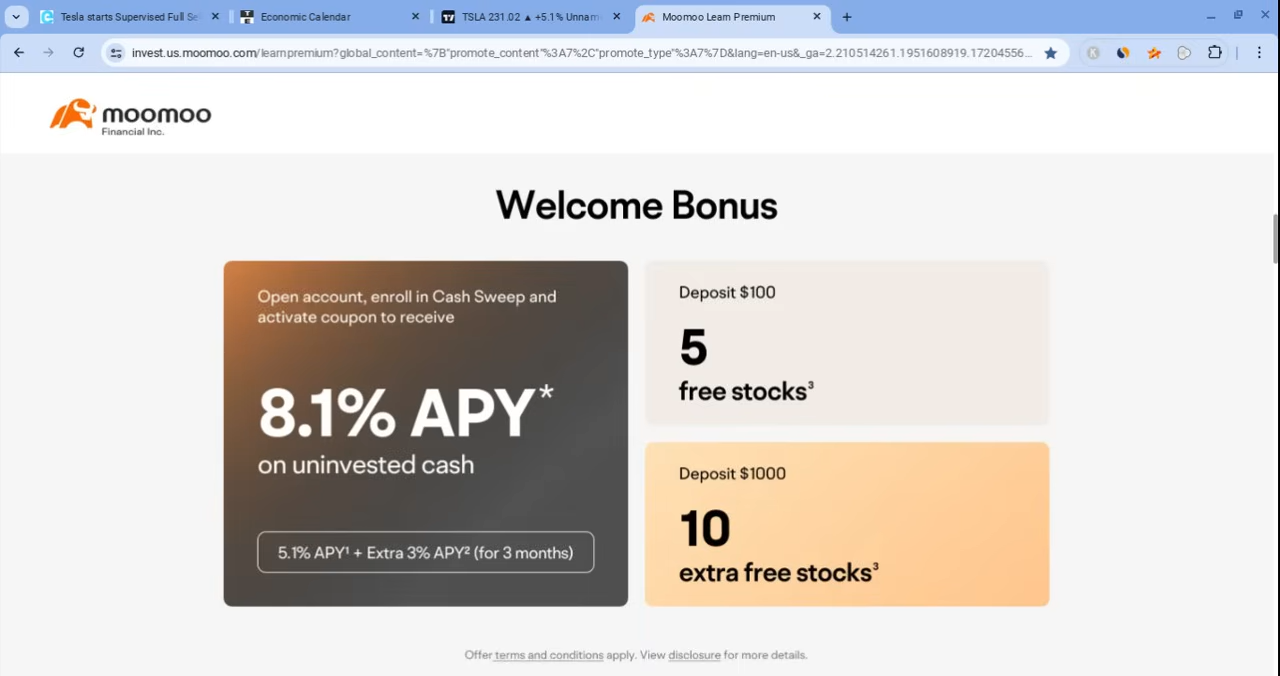 Tesla starts Supervised Full Se
Economic Calendar
TSLA 231.02 ▲ +5.1% Unnam
Moomoo Learn Premium
invest.us.moomoo.com/learnpremium?global_content=%7B"promote_content"%3A7%2C"promote_type"%3A7%7D&lang=en-us&_ga=2.210514261.1951608919.17204556...
moomoo
Financial Inc.
Welcome Bonus
Open account, enroll in Cash Sweep and
activate coupon to receive
8.1% APY*
on uninvested cash
5.1% APY¹ + Extra 3% APY² (for 3 months)
Deposit $100
5
free stocks³
Deposit $1000
10
extra free stocks³
Offer terms and conditions apply. View disclosure for more details.